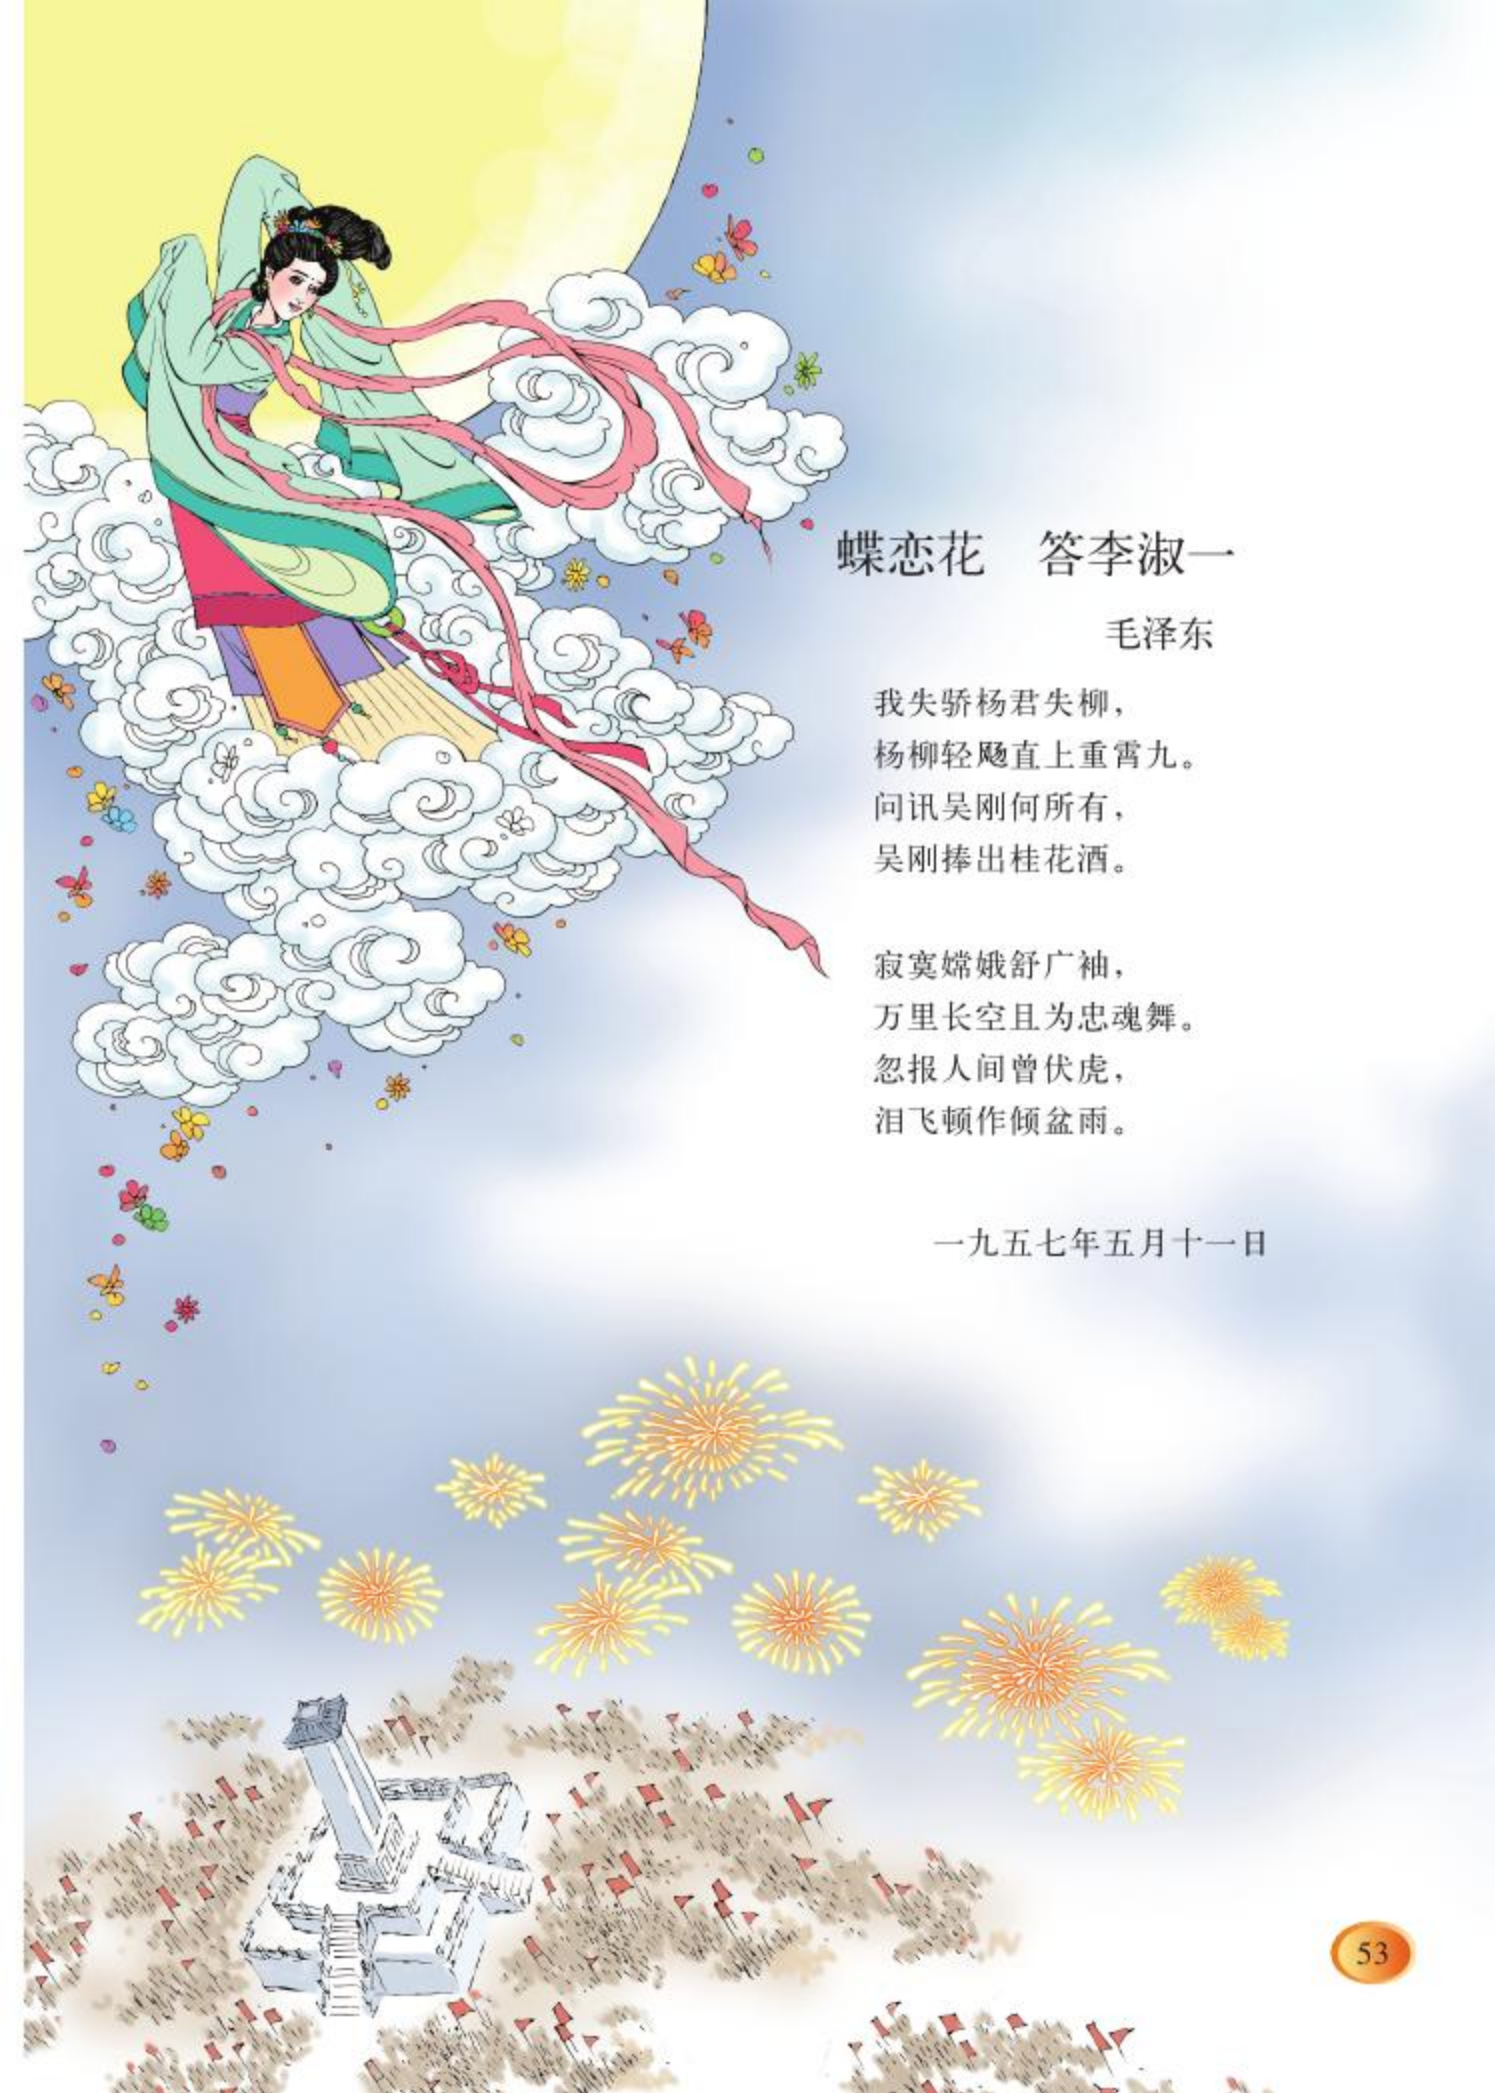 蝶恋花　答李淑一
毛泽东
我失骄杨君失柳，
杨柳轻飏直上重霄九。
问讯吴刚何所有，
吴刚捧出桂花酒。
寂寞嫦娥舒广袖，
万里长空且为忠魂舞。
忽报人间曾伏虎，
泪飞顿作倾盆雨。
一九五七年五月十一日
53